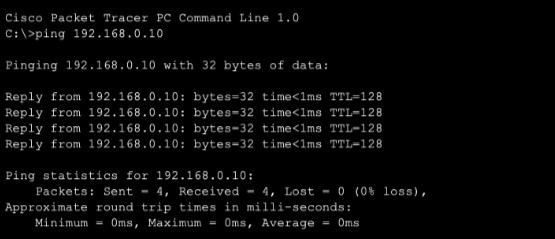 Cisco Packet Tracer PC Command Line 1.0
C:\>ping 192.168.0.10
Pinging 192.168.0.10 with 32 bytes of data:
Reply from 192.168.0.10: bytes=32 time<1ms TTL=128
Reply from 192.168.0.10: bytes=32 time<1ms TTL=128
Reply from 192.168.0.10: bytes=32 time<1ms TTL=128
Reply from 192.168.0.10: bytes=32 time<1ms TTL=128
Ping statistics for 192.168.0.10:
Packets: Sent = 4, Received = 4, Lost = 0 (0% loss),
Approximate round trip times in milli-seconds:
Minimum = 0ms, Maximum = 0ms, Average = 0ms